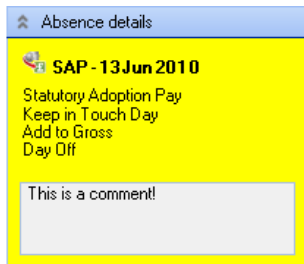 Absence details
SAP - 13 Jun 2010
Statutory Adoption Pay
Keep in Touch Day
Add to Gross
Day Off
This is a comment!